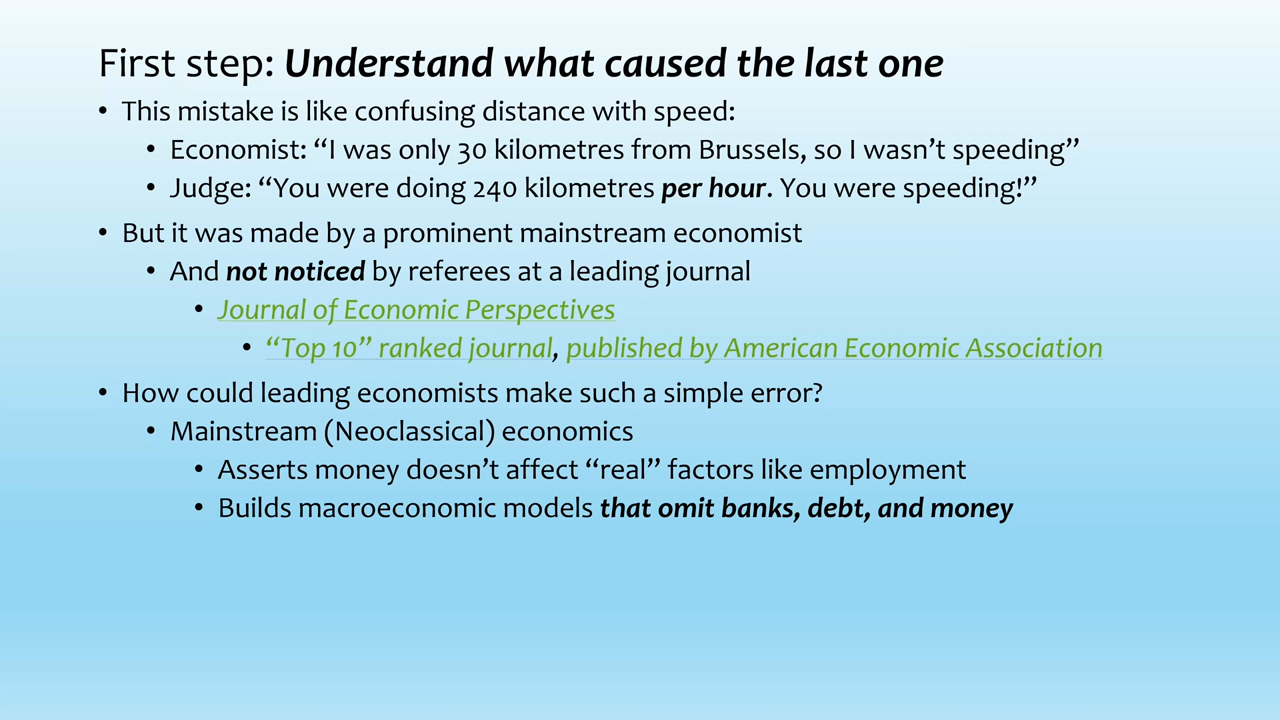 First step: Understand what caused the last one
• This mistake is like confusing distance with speed:
• Economist: “I was only 30 kilometres from Brussels, so I wasn’t speeding”
• Judge: “You were doing 240 kilometres per hour. You were speeding!”
• But it was made by a prominent mainstream economist
• And not noticed by referees at a leading journal
• Journal of Economic Perspectives
• “Top 10” ranked journal, published by American Economic Association
• How could leading economists make such a simple error?
• Mainstream (Neoclassical) economics
• Asserts money doesn’t affect “real” factors like employment
• Builds macroeconomic models that omit banks, debt, and money